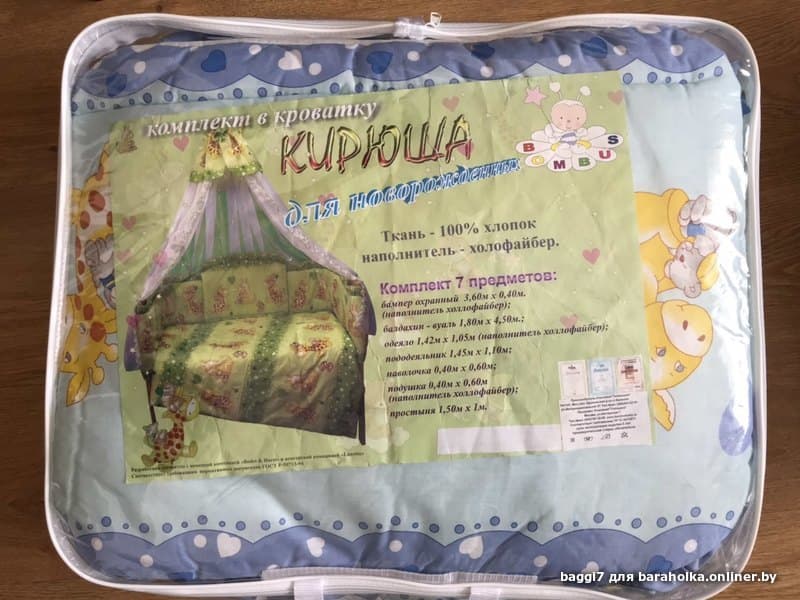 комплект в кроватку
КИРЮША
для новорожденных
BOMBUS
Ткань - 100% хлопок
наполнитель - холофайбер.
Комплект 7 предметов:
бампер охранный 3,60м х 0,40м.
(наполнитель холлофайбер);
балдахин - вуаль 1,80м х 4,50м.;
одеяло 1,42м х 1,05м (наполнитель холлофайбер);
пододеяльник 1,45м х 1,10м;
наволочка 0,40м х 0,60м;
подушка 0,40м х 0,60м
(наполнитель холлофайбер);
простыня 1,50м х 1м.
baggi7 для baraholka.onliner.by